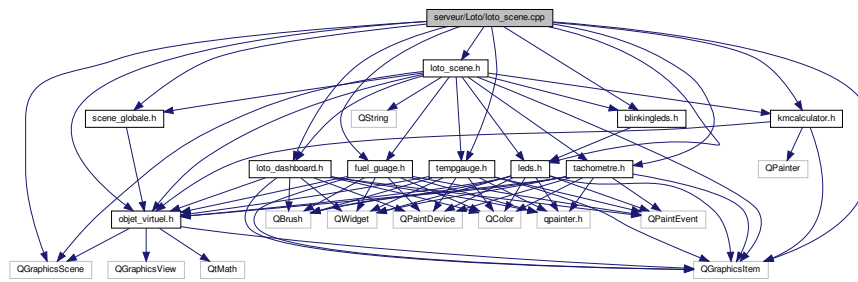 serveur/Loto/loto_scene.cpp
loto_scene.h
scene_globale.h
QString
blinkingleds.h
kmcalculator.h
loto_dashboard.h
fuel_guage.h
tempgauge.h
leds.h
tachometre.h
QPainter
objet_virtuel.h
QBrush
QWidget
QPaintDevice
QColor
qpainter.h
QPaintEvent
QGraphicsScene
QGraphicsView
QtMath
QGraphicsItem